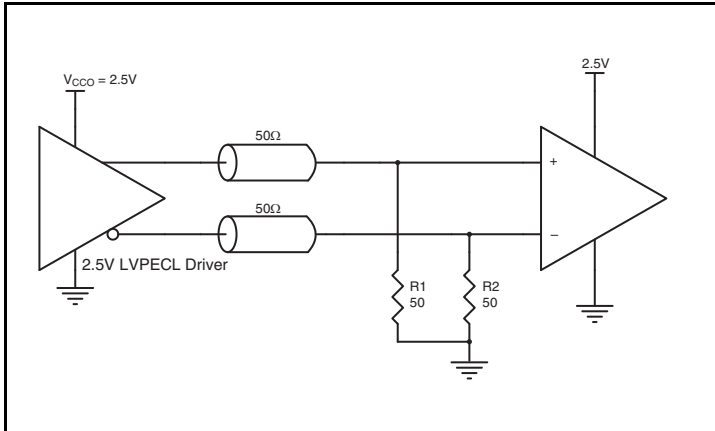 2.5V
V_CCO = 2.5V
50Ω
+
50Ω
−
2.5V LVPECL Driver
R1
50
R2
50